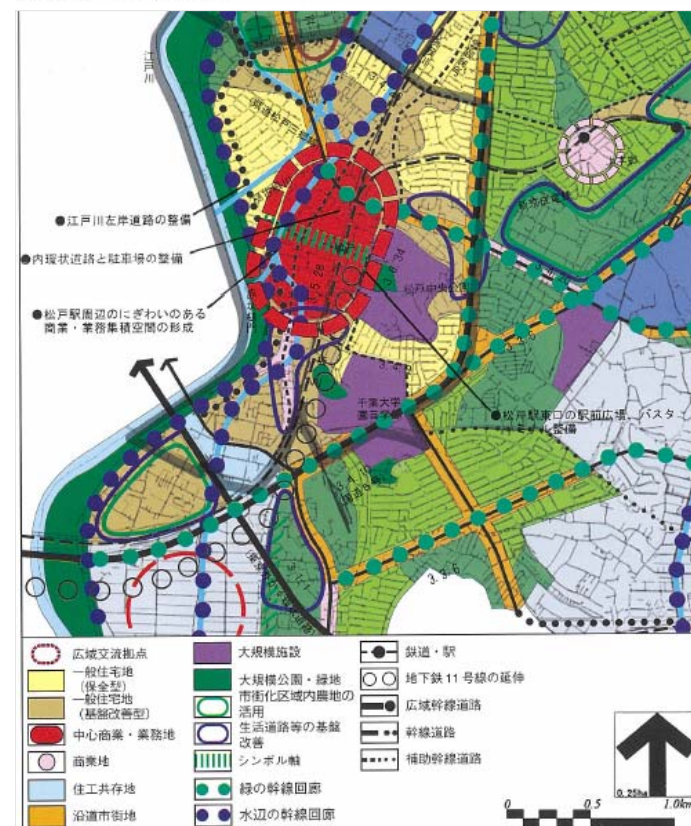 江戸川
●江戸川左岸道路の整備
●内環状道路と駐車場の整備
●松戸駅周辺のにぎわいのある
商業・業務集積空間の形成
松戸中央公園
千葉大学
園芸学部
●松戸駅東口の駅前広場、バスタ
ーミナル整備
3・3・6
広域交流拠点
一般住宅地
(保全型)
一般住宅地
(基盤改善型)
中心商業・業務地
商業地
住工共存地
沿道市街地
大規模施設
大規模公園・緑地
市街化区域内農地の
活用
生活道路等の基盤
改善
シンボル軸
緑の幹線回廊
水辺の幹線回廊
鉄道・駅
地下鉄11号線の延伸
広域幹線道路
幹線道路
補助幹線道路
0.25ha
0 0.5 1.0km